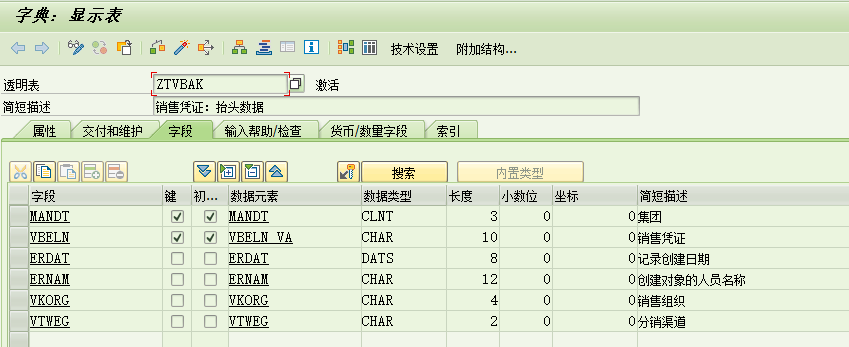 字典: 显示表
技术设置 附加结构...
透明表 ZTVBAK 激活
简短描述 销售凭证: 抬头数据
属性 交付和维护 字段 输入帮助/检查 货币/数量字段 索引
搜索 内置类型
字段 键 初... 数据元素 数据类型 长度 小数位 坐标 简短描述
MANDT MANDT CLNT 3 0 0 集团
VBELN VBELN_VA CHAR 10 0 0 销售凭证
ERDAT ERDAT DATS 8 0 0 记录创建日期
ERNAM ERNAM CHAR 12 0 0 创建对象的人员名称
VKORG VKORG CHAR 4 0 0 销售组织
VTWEG VTWEG CHAR 2 0 0 分销渠道